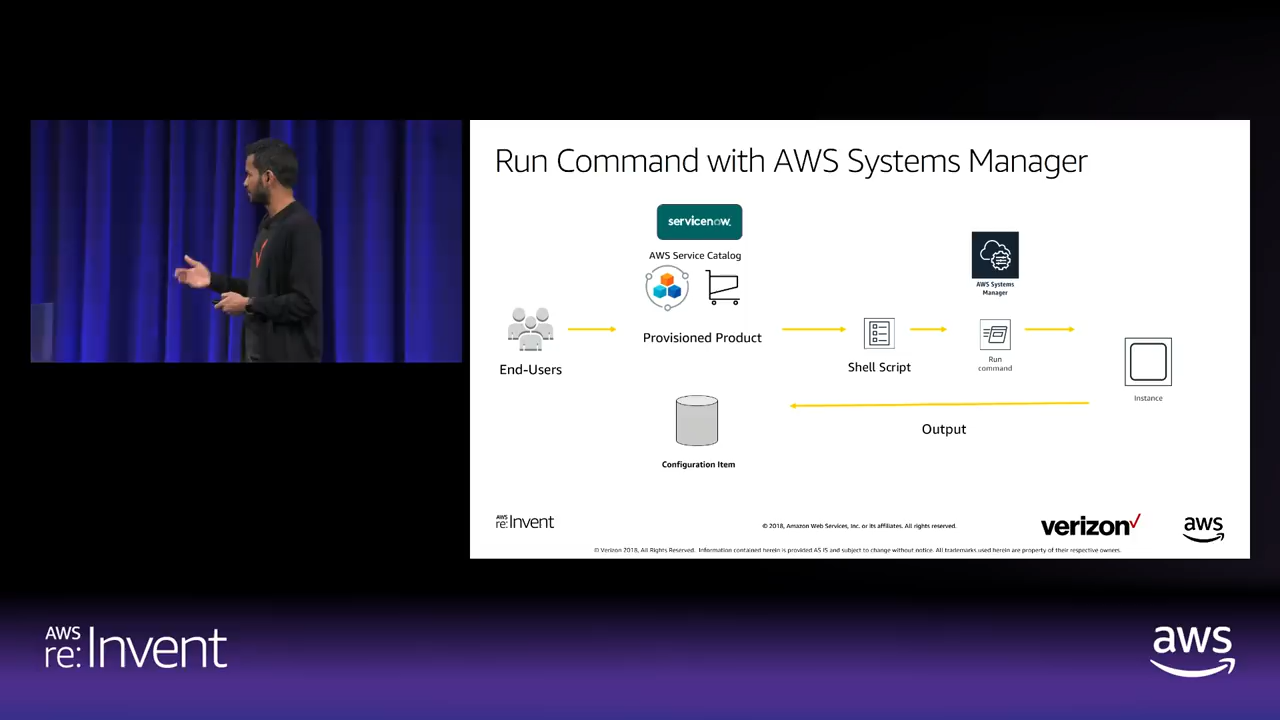 Run Command with AWS Systems Manager
servicenow.
AWS Service Catalog
AWS Systems
Manager
Provisioned Product
End-Users
Shell Script
Run
command
Instance
Output
Configuration Item
AWS
re:Invent
© 2018, Amazon Web Services, Inc. or its affiliates. All rights reserved.
verizon✓
aws
© Verizon 2018, All Rights Reserved. Information contained herein is provided AS IS and subject to change without notice. All trademarks used herein are property of their respective owners.
AWS
re:Invent
aws